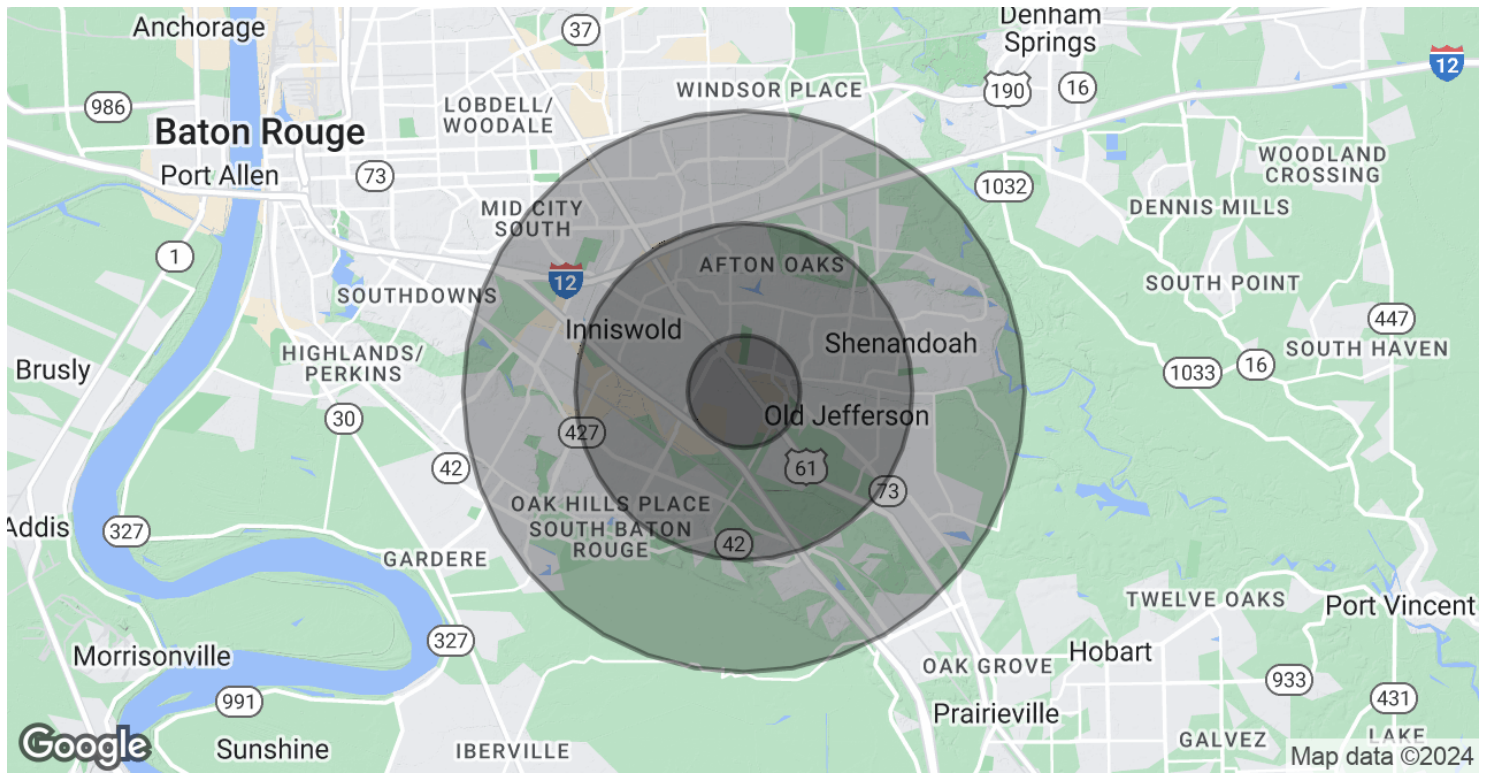 Anchorage
37
Denham
Springs
12
986
LOBDELL/
WOODALE
WINDSOR PLACE
190
16
Baton Rouge
Port Allen
73
WOODLAND
CROSSING
1032
MID CITY
SOUTH
DENNIS MILLS
1
AFTON OAKS
12
SOUTHDOWNS
SOUTH POINT
Inniswold
Shenandoah
447
HIGHLANDS/
PERKINS
SOUTH HAVEN
Brusly
1033
16
30
Old Jefferson
427
42
61
73
OAK HILLS PLACE
SOUTH BATON
ROUGE
Addis
327
42
GARDERE
TWELVE OAKS
Port Vincent
327
Morrisonville
OAK GROVE
Hobart
933
991
431
Prairieville
Google
Sunshine
IBERVILLE
GALVEZ
LAKE
Map data ©2024